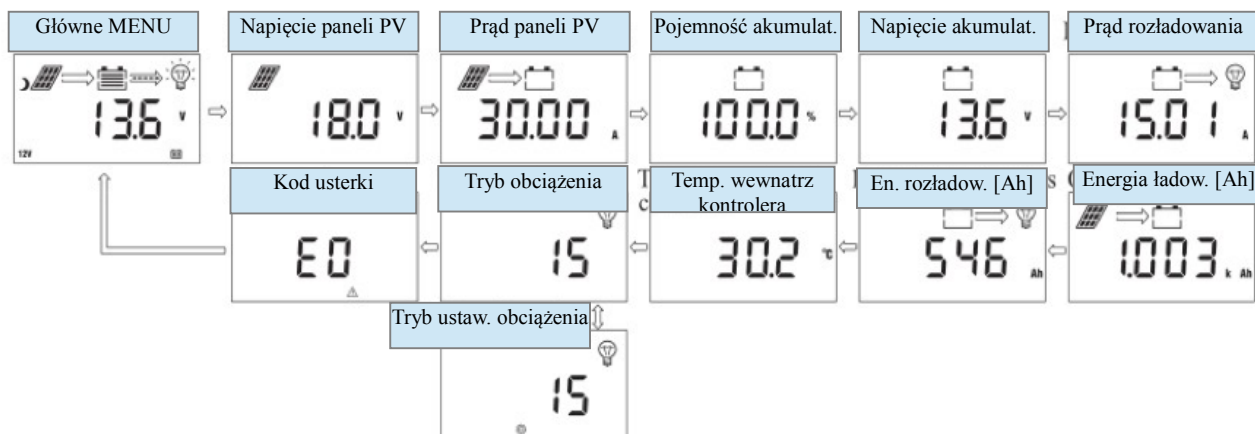 Główne MENU
Napięcie paneli PV
Prąd paneli PV
Pojemność akumulat.
Napięcie akumulat.
Prąd rozładowania
13.6 V
12V
18.0 V
30.00 A
100.0 %
13.6 V
15.01 A
Kod usterki
Tryb obciążenia
Temp. wewnatrz
kontrolera
En. rozładow. [Ah]
Energia ładow. [Ah]
E0
15
30.2 °C
546 Ah
1.003 k Ah
Tryb ustaw. obciążenia
15